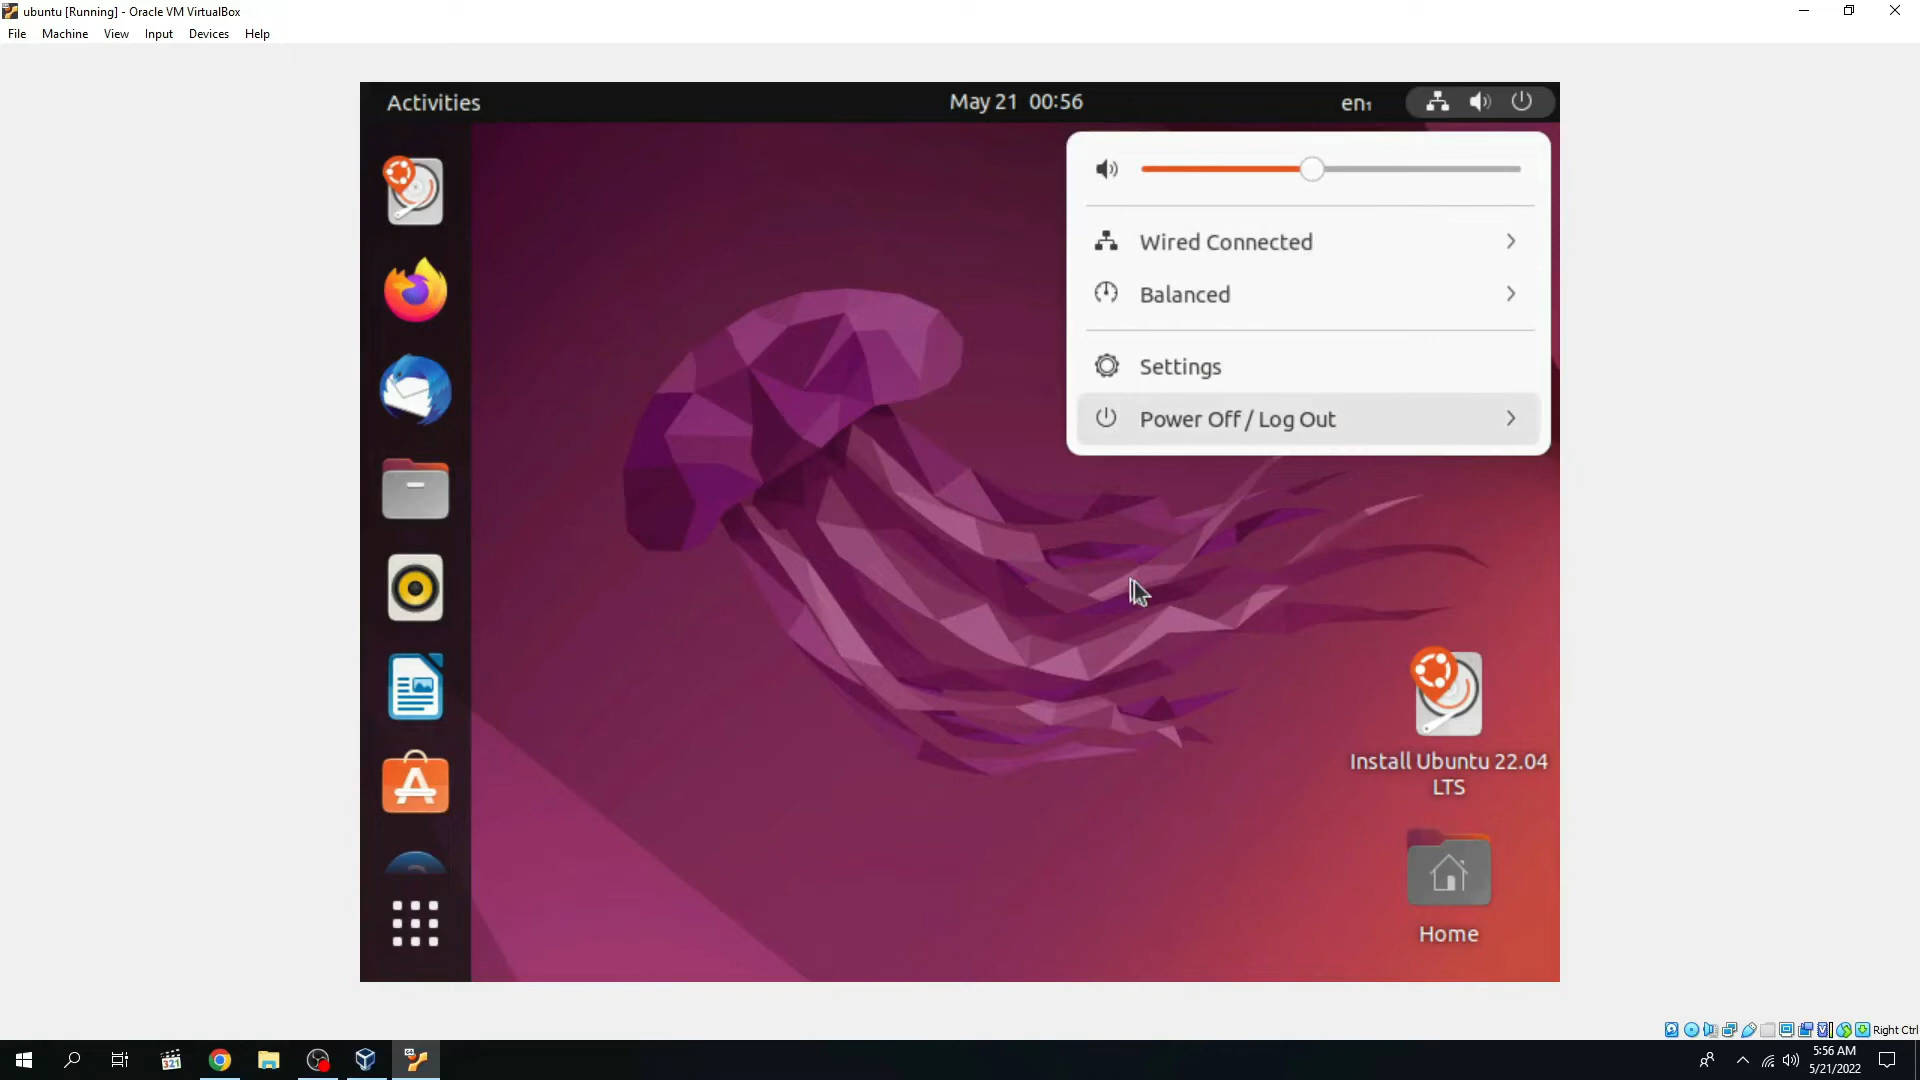 ubuntu [Running] - Oracle VM VirtualBox
File Machine View Input Devices Help
Activities
May 21 00:56
en₁
Wired Connected
Balanced
Settings
Power Off / Log Out
Install Ubuntu 22.04
LTS
Home
Right Ctrl
321
5:56 AM
5/21/2022